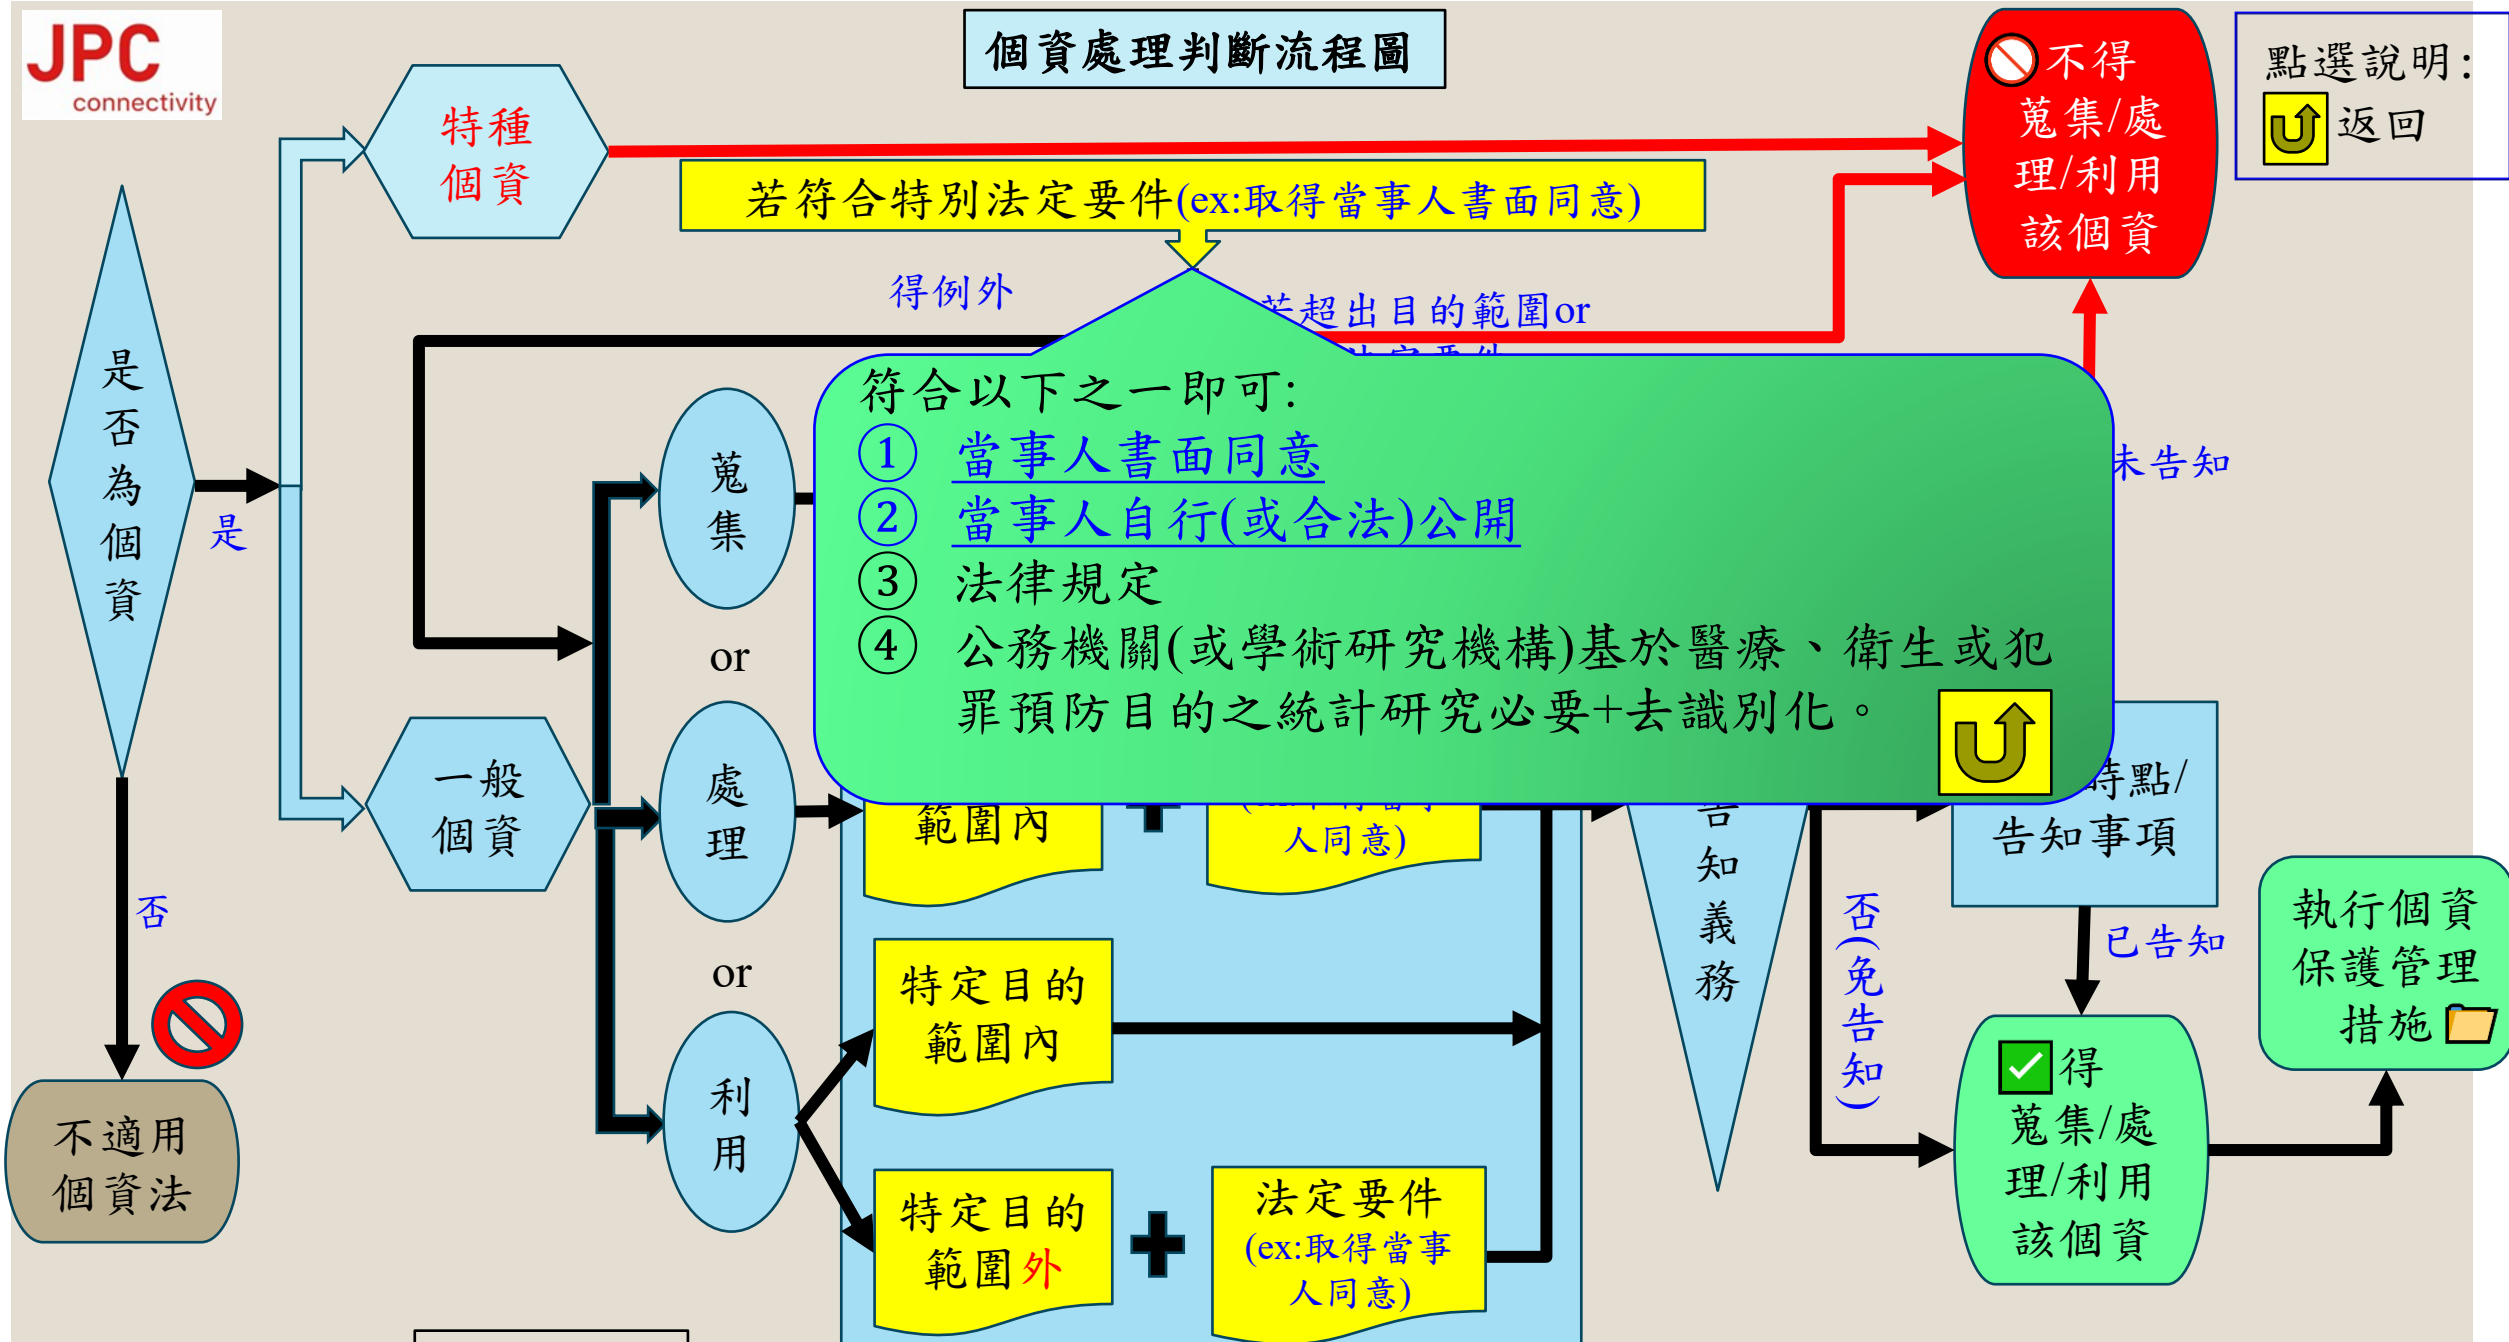 JPC
connectivity
個資處理判斷流程圖
不得
蒐集/處
理/利用
該個資
點選說明:
返回
特種
個資
若符合特別法定要件(ex:取得當事人書面同意)
得例外
超出目的範圍or
是
否
為
個
資
是
否
不適用
個資法
一般
個資
蒐
集
or
處
理
or
利
用
符合以下之一即可:
① 當事人書面同意
② 當事人自行(或合法)公開
③ 法律規定
④ 公務機關(或學術研究機構)基於醫療、衛生或犯
罪預防目的之統計研究必要+去識別化。
未告知
範圍內
人同意)
特定目的
範圍內
特定目的
範圍外
法定要件
(ex:取得當事
人同意)
告
知
義
務
時點/
告知事項
否(免告知)
已告知
得
蒐集/處
理/利用
該個資
執行個資
保護管理
措施